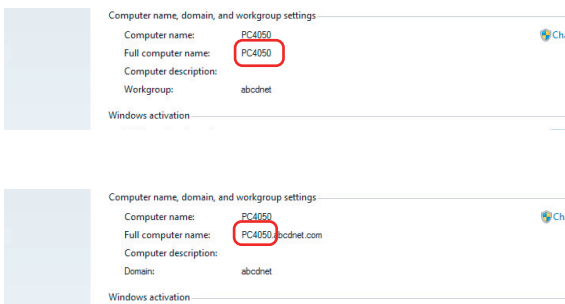 Computer name, domain, and workgroup settings
Computer name: PC4050
Full computer name: PC4050
Computer description:
Workgroup: abcdnet
Windows activation
Computer name, domain, and workgroup settings
Computer name: PC4050
Full computer name: PC4050.abcdnet.com
Computer description:
Domain: abcdnet
Windows activation